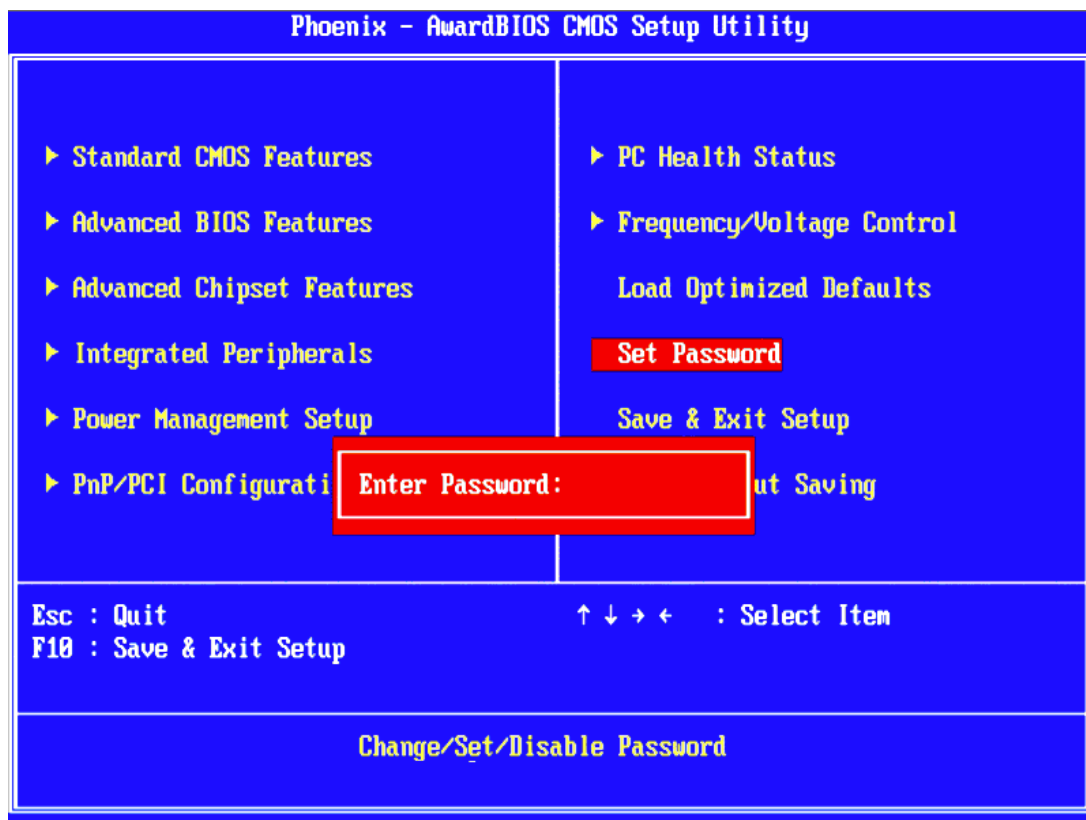 Phoenix - AwardBIOS CMOS Setup Utility
Standard CMOS Features
Advanced BIOS Features
Advanced Chipset Features
Integrated Peripherals
Power Management Setup
PnP/PCI Configurati
PC Health Status
Frequency/Voltage Control
Load Optimized Defaults
Set Password
Save & Exit Setup
ut Saving
Enter Password:
Esc : Quit
↑ ↓ → ← : Select Item
F10 : Save & Exit Setup
Change/Set/Disable Password